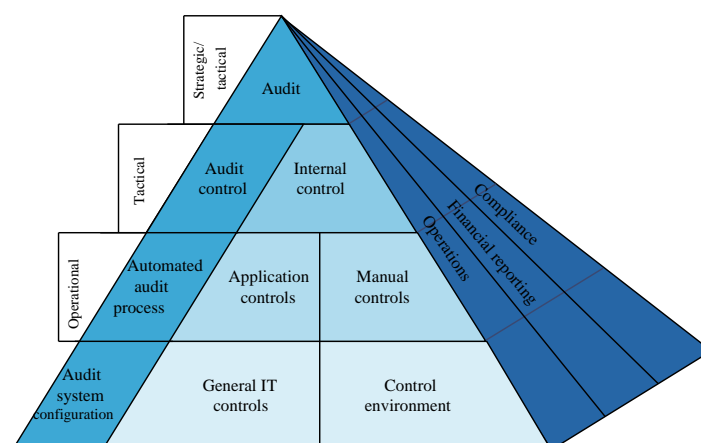 Strategic/
tactical
Audit
Tactical
Audit
control
Internal
control
Compliance
Financial reporting
Operations
Operational
Automated
audit
process
Application
controls
Manual
controls
Audit
system
configuration
General IT
controls
Control
environment